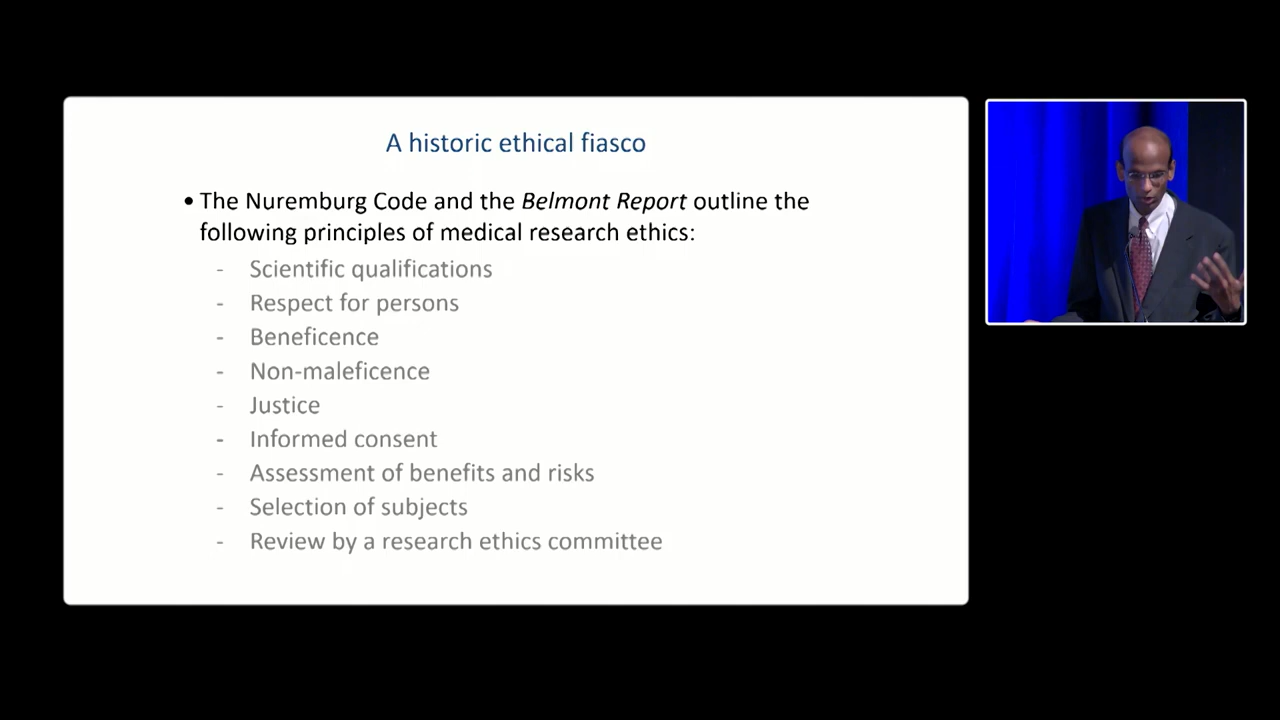 A historic ethical fiasco
• The Nuremburg Code and the Belmont Report outline the
following principles of medical research ethics:
- Scientific qualifications
- Respect for persons
- Beneficence
- Non-maleficence
- Justice
- Informed consent
- Assessment of benefits and risks
- Selection of subjects
- Review by a research ethics committee